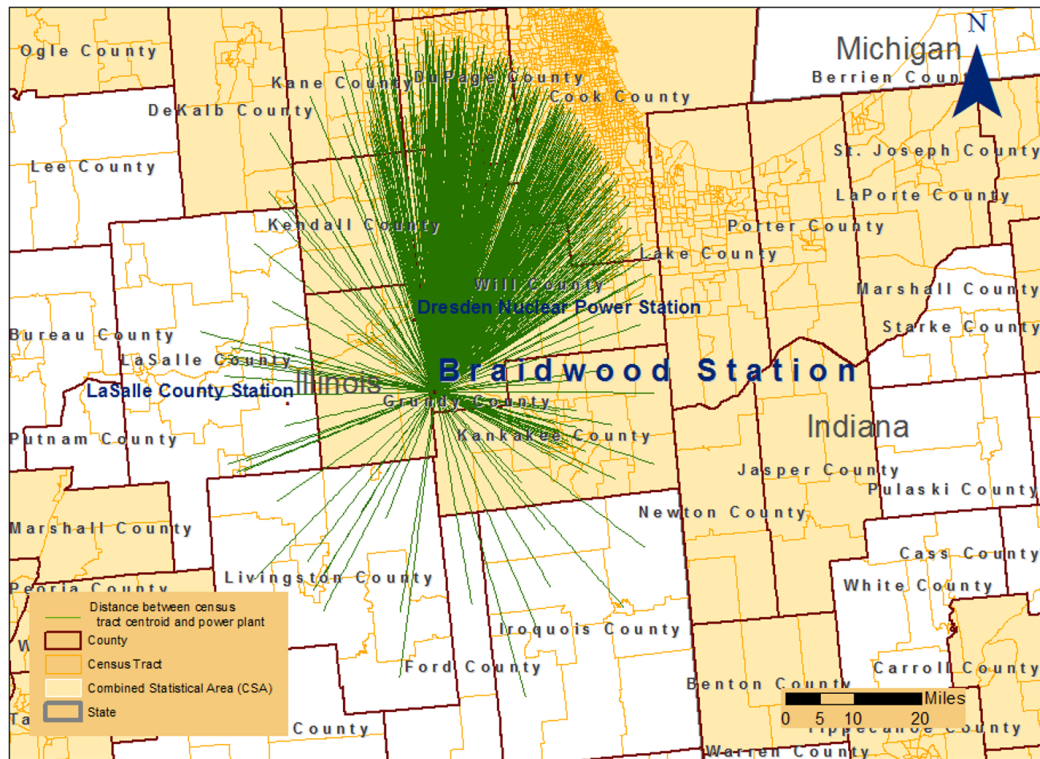 N
Michigan
Ogle County
Kane County
DuPage County
Berrien Coun
Cook County
DeKalb County
St. Joseph County
Lee County
LaPorte County
Kendall County
Porter County
Lake County
Will County
Marshall County
Dresden Nuclear Power Station
Starke County
Bureau County
LaSalle County
Braidwood Station
LaSalle County Station
Illinois
Grundy County
Indiana
Putnam County
Kankakee County
Jasper County
Pulaski County
Newton County
Marshall County
Cass County
Livingston County
White County
Peoria County
Distance between census
tract centroid and power plant
County
W
Iroquois County
Census Tract
Ford County
Carroll County
Combined Statistical Area (CSA)
Benton County
State
Miles
0 5 10 20
Ta
County
Tippecanoe County
Warren County